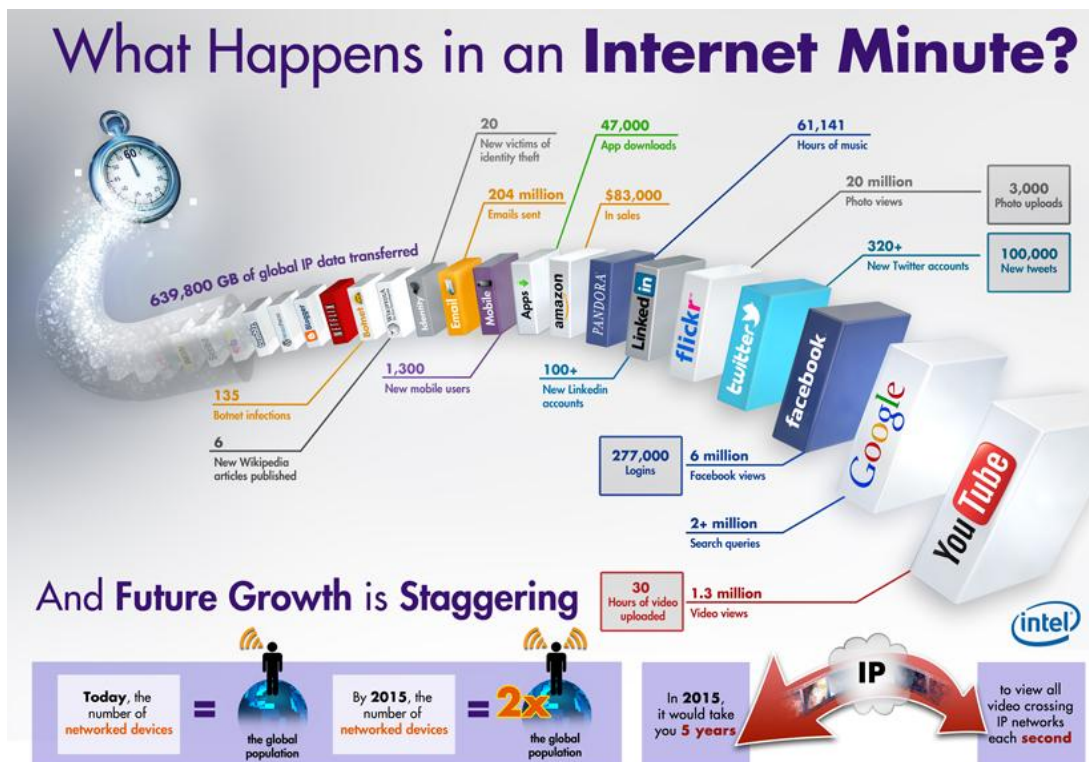 What Happens in an Internet Minute?
60
20
New victims of
identity theft
47,000
App downloads
61,141
Hours of music
204 million
Emails sent
$83,000
In sales
20 million
Photo views
3,000
Photo uploads
320+
New Twitter accounts
100,000
New tweets
639,800 GB of global IP data transferred
Blogger
NETFLIX
Botnet
WIKIPEDIA
Identity
Email
Mobile
Apps
amazon
PANDORA
Linked in
flickr
twitter
facebook
Google
You Tube
135
Botnet infections
6
New Wikipedia
articles published
1,300
New mobile users
100+
New Linkedin
accounts
277,000
Logins
6 million
Facebook views
2+ million
Search queries
30
Hours of video
uploaded
1.3 million
Video views
And Future Growth is Staggering
intel
Today, the
number of
networked devices
=
the global
population
By 2015, the
number of
networked devices
= 2x
the global
population
In 2015,
it would take
you 5 years
IP
to view all
video crossing
IP networks
each second